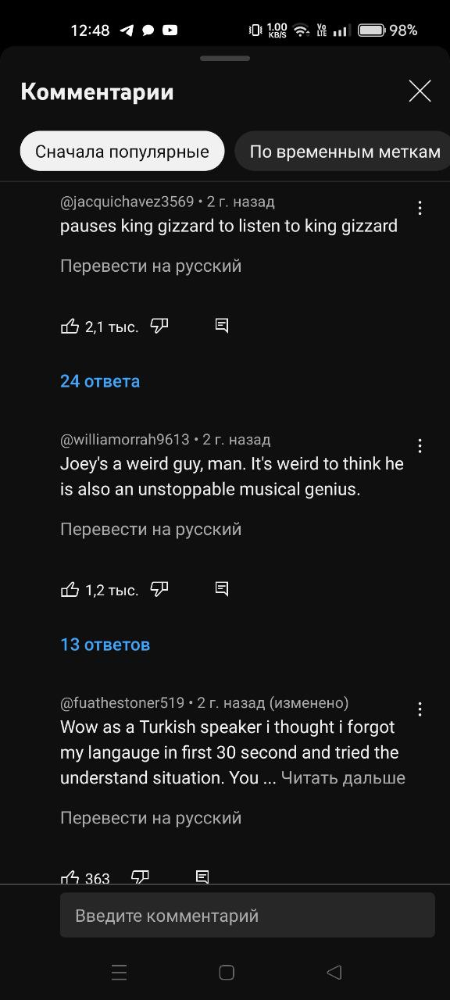 12:48 1.00 KB/S Vo LTE 98%
Комментарии
Сначала популярные По временным меткам
@jacquichavez3569 • 2 г. назад
pauses king gizzard to listen to king gizzard
Перевести на русский
2,1 тыс.
24 ответа
@williamorrah9613 • 2 г. назад
Joey's a weird guy, man. It's weird to think he
is also an unstoppable musical genius.
Перевести на русский
1,2 тыс.
13 ответов
@fuathestoner519 • 2 г. назад (изменено)
Wow as a Turkish speaker i thought i forgot
my langauge in first 30 second and tried the
understand situation. You ... Читать дальше
Перевести на русский
363
Введите комментарий